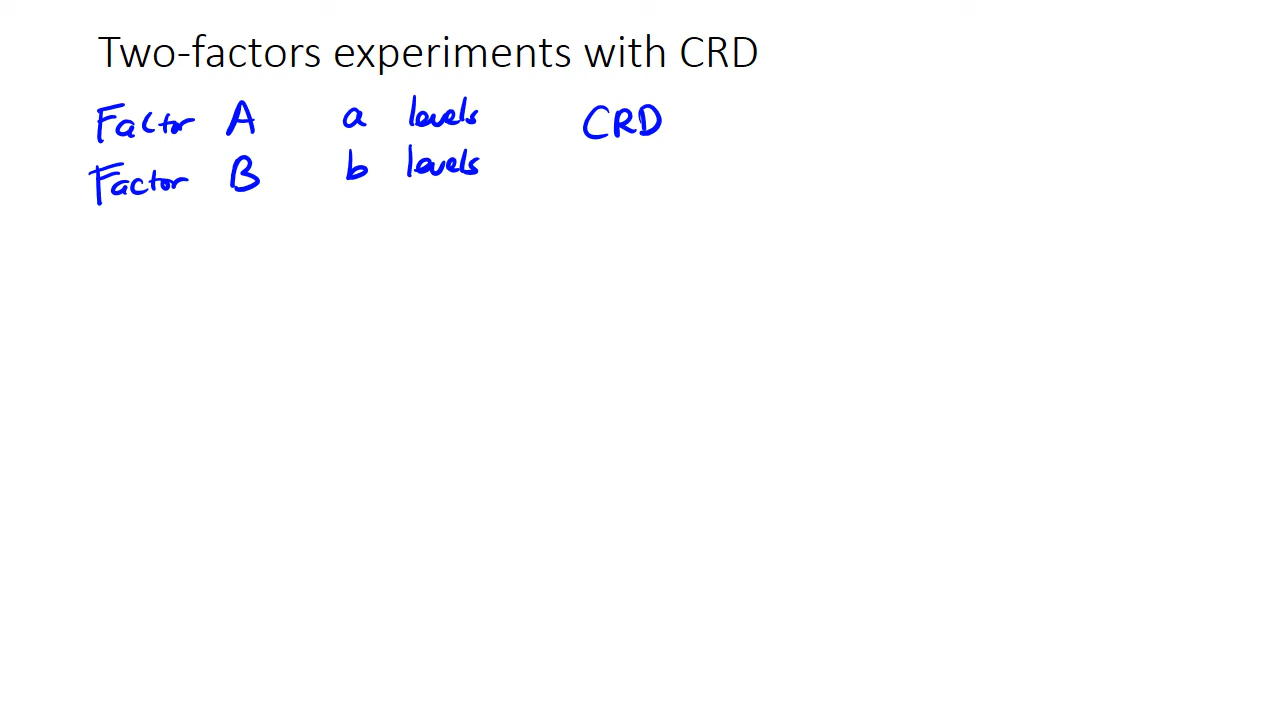 Two-factors experiments with CRD
Factor A a levels CRD
Factor B b levels